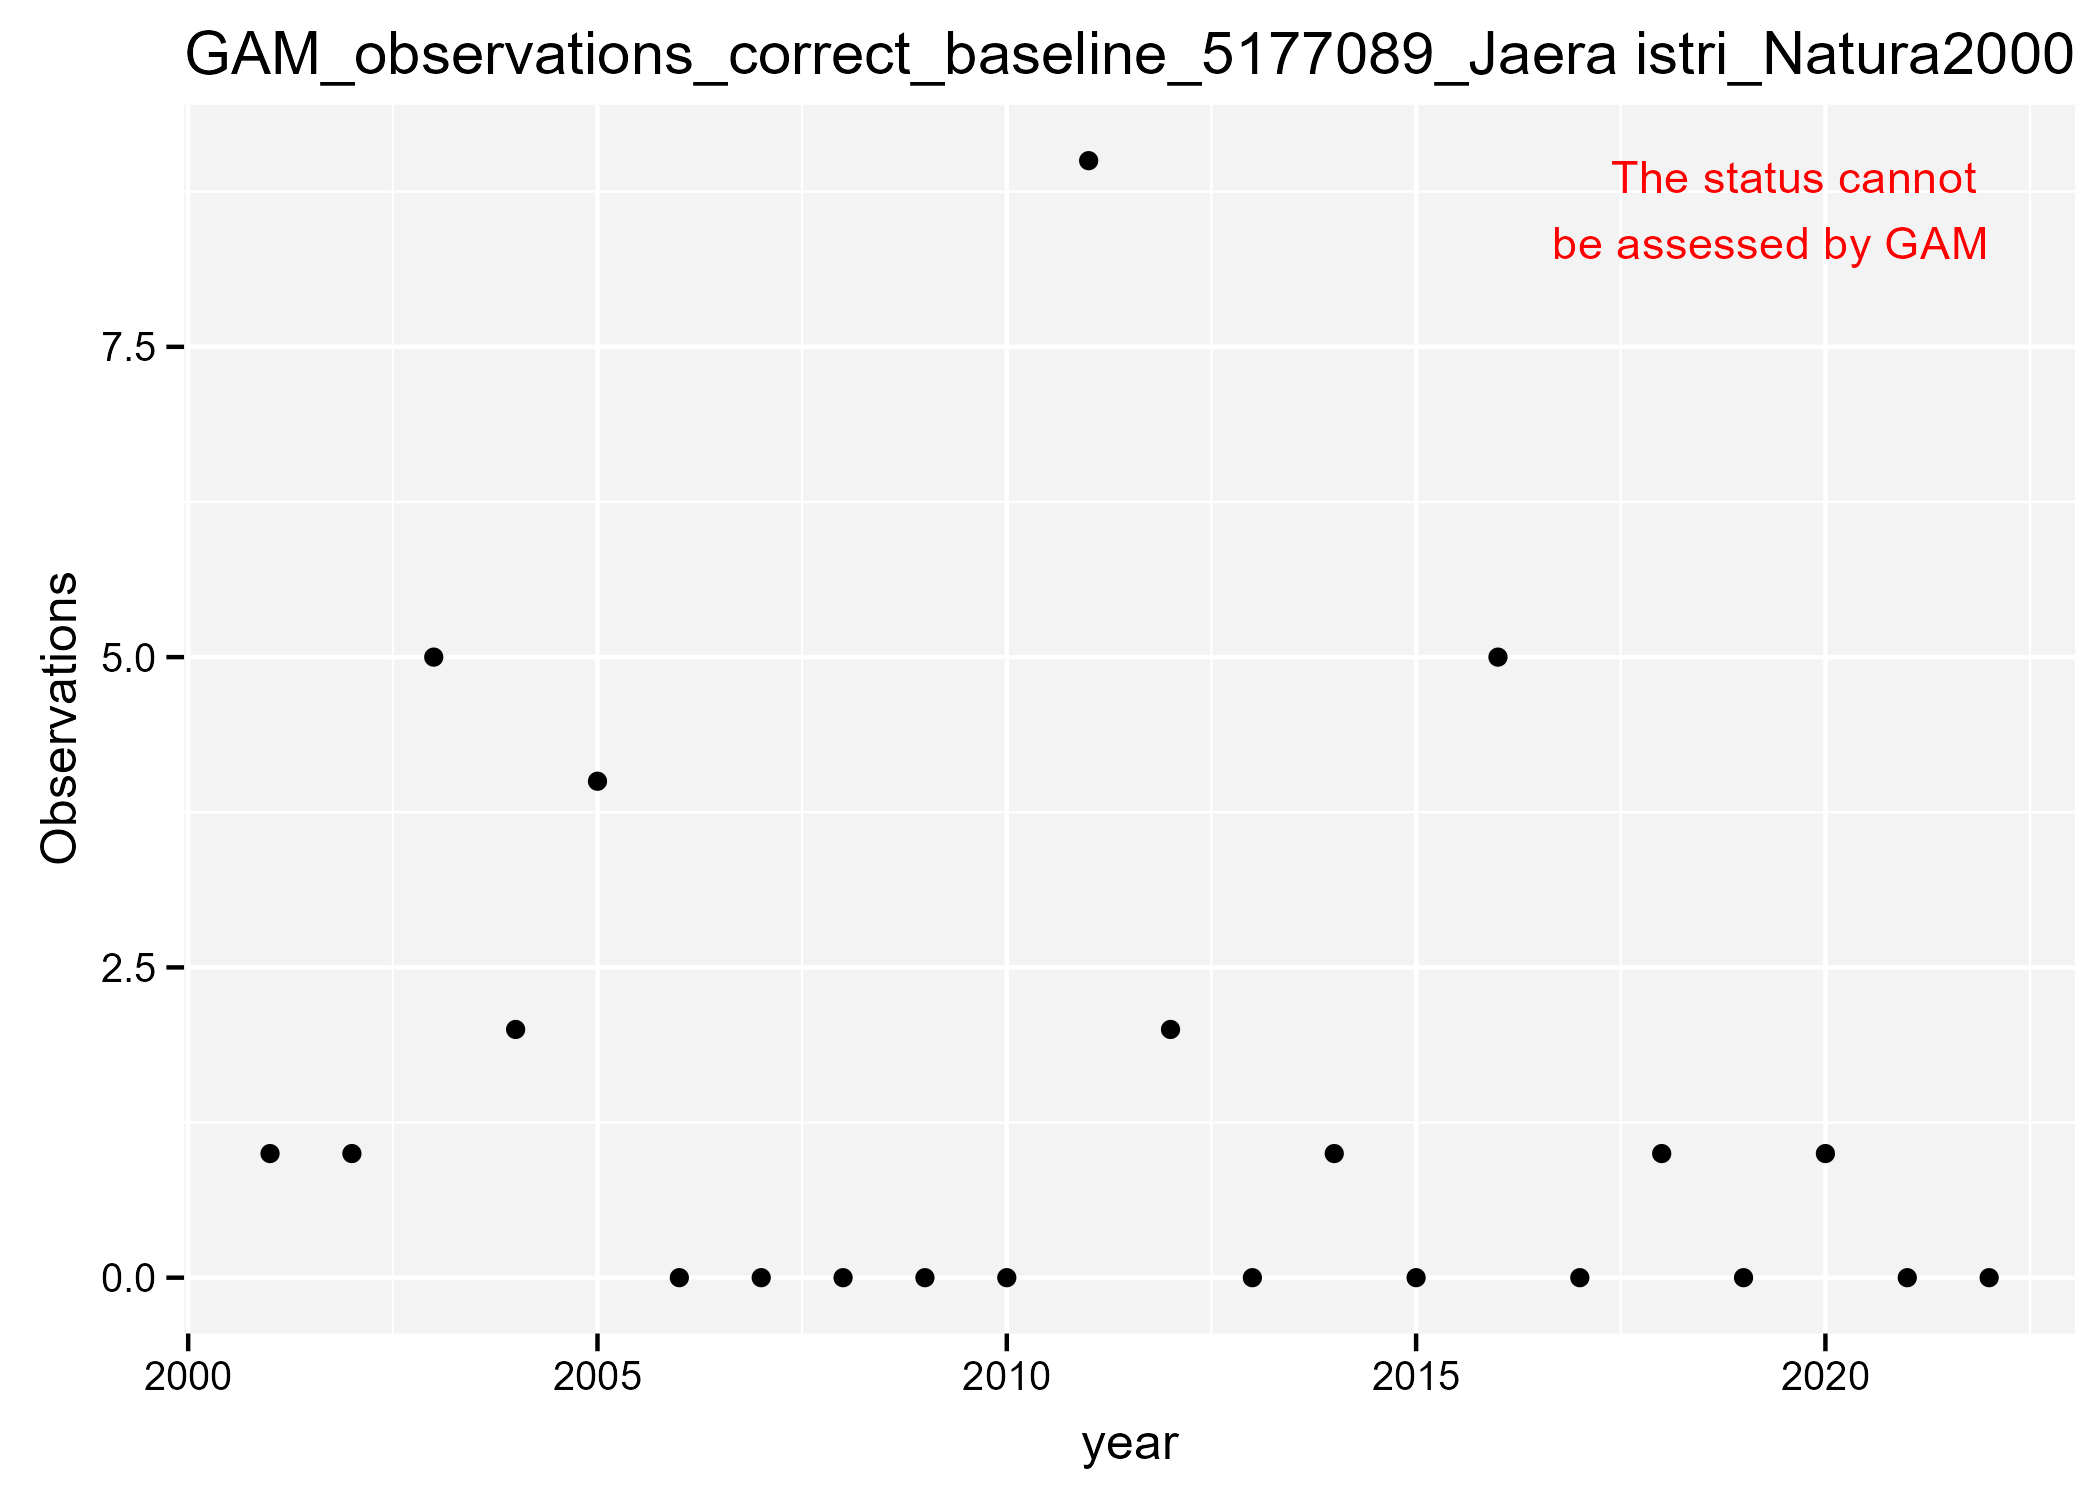 GAM_observations_correct_baseline_5177089_Jaera istri_Natura2000
The status cannot
be assessed by GAM
Observations
7.5
5.0
2.5
0.0
2000 2005 2010 2015 2020
year